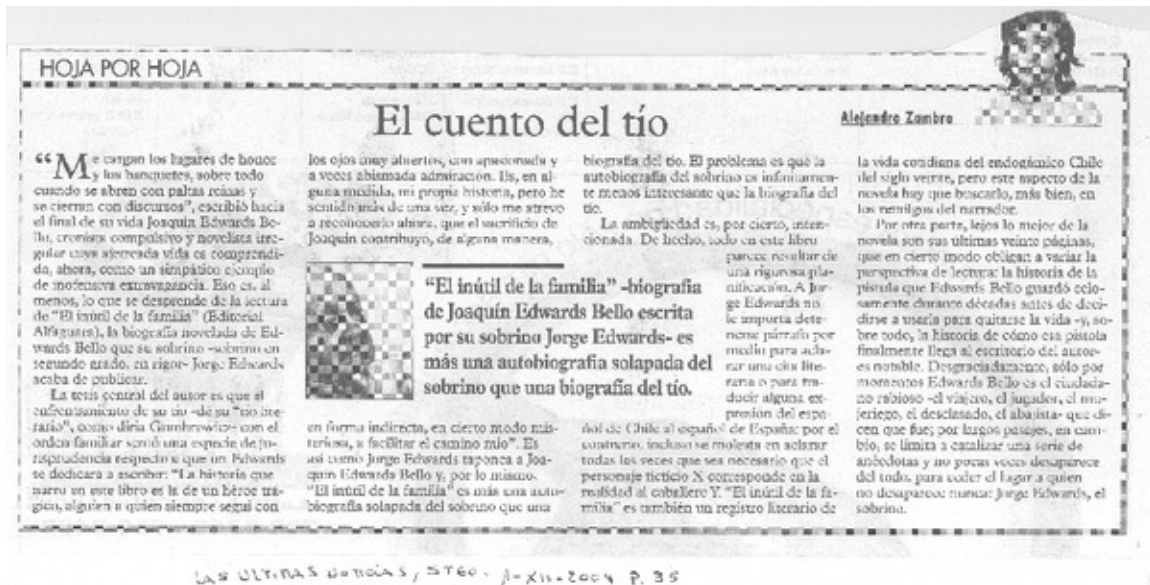 HOJA POR HOJA
El cuento del tío
Alejandro Zambra
“Me cargan los lugares de honor
y los banquetes, sobre todo
cuando se abren con paltas reinas y
se cierran con discursos”, escribió hacia
el final de su vida Joaquín Edwards Be-
llo, cronista compulsivo y novelista irre-
gular cuya ajetreada vida es comprendi-
da, ahora, como un simpático ejemplo
de inofensiva extravagancia. Eso es, al
menos, lo que se desprende de la lectura
de “El inútil de la familia” (Editorial
Alfaguara), la biografía novelada de Ed-
wards Bello que su sobrino -sobrino en
segundo grado, en rigor- Jorge Edwards
acaba de publicar.
La tesis central del autor es que el
enfrentamiento de su tío -de su “tío lite-
rario”, como diría Gombrowicz- con el
orden familiar sentó una especie de ju-
risprudencia respecto a que un Edwards
se dedicara a escribir: “La historia que
narro en este libro es la de un héroe trá-
gico, alguien a quien siempre seguí con
los ojos muy abiertos, con apasionada y
a veces abismada admiración. Es, en al-
guna medida, mi propia historia, pero he
sentido más de una vez, y sólo me atrevo
a reconocerlo ahora, que el sacrificio de
Joaquín contribuyo, de alguna manera,
“El inútil de la familia” -biografía
de Joaquín Edwards Bello escrita
por su sobrino Jorge Edwards- es
más una autobiografía solapada del
sobrino que una biografía del tío.
en forma indirecta, en cierto modo mis-
teriosa, a facilitar el camino mío”. Es
así como Jorge Edwards taponea a Joa-
quín Edwards Bello y, por lo mismo,
“El inútil de la familia” es más una auto-
biografía solapada del sobrino que una
biografía del tío. El problema es que la
autobiografía del sobrino es infinitamen-
te menos interesante que la biografía del
tío.
La ambigüedad es, por cierto, inten-
cionada. De hecho, todo en este libro
parece resultar de
una rigurosa pla-
nificación. A Jor-
ge Edwards no
le importa dete-
nerse párrafo por
medio para acla-
rar una cita lite-
raria o para tra-
ducir alguna ex-
presión del espa-
ñol de Chile al español de España: por el
contrario, incluso se molesta en aclarar
todas las veces que sea necesario que el
personaje ficticio X corresponde en la
realidad al caballero Y. “El inútil de la fa-
milia” es también un registro literario de
la vida cotidiana del endogámico Chile
del siglo veinte, pero este aspecto de la
novela hay que buscarlo, más bien, en
los remilgos del narrador.
Por otra parte, lejos lo mejor de la
novela son sus últimas veinte páginas,
que en cierto modo obligan a variar la
perspectiva de lectura: la historia de la
pistola que Edwards Bello guardó celo-
samente durante décadas antes de deci-
dirse a usarla para quitarse la vida -y, so-
bre todo, la historia de cómo esa pistola
finalmente llega al escritorio del autor-
es notable. Desgraciadamente, sólo por
momentos Edwards Bello es el ciudada-
no rabioso -el viajero, el jugador, el mu-
jeriego, el desclasado, el abajista- que di-
cen que fue; por largos pasajes, en cam-
bio, se limita a catalizar una serie de
anécdotas y no pocas veces desaparece
del todo, para ceder el lugar a quien
no desaparece nunca: Jorge Edwards, el
sobrino.
LAS ULTIMAS NOTICIAS, STGO. 1-XII-2004 P. 35